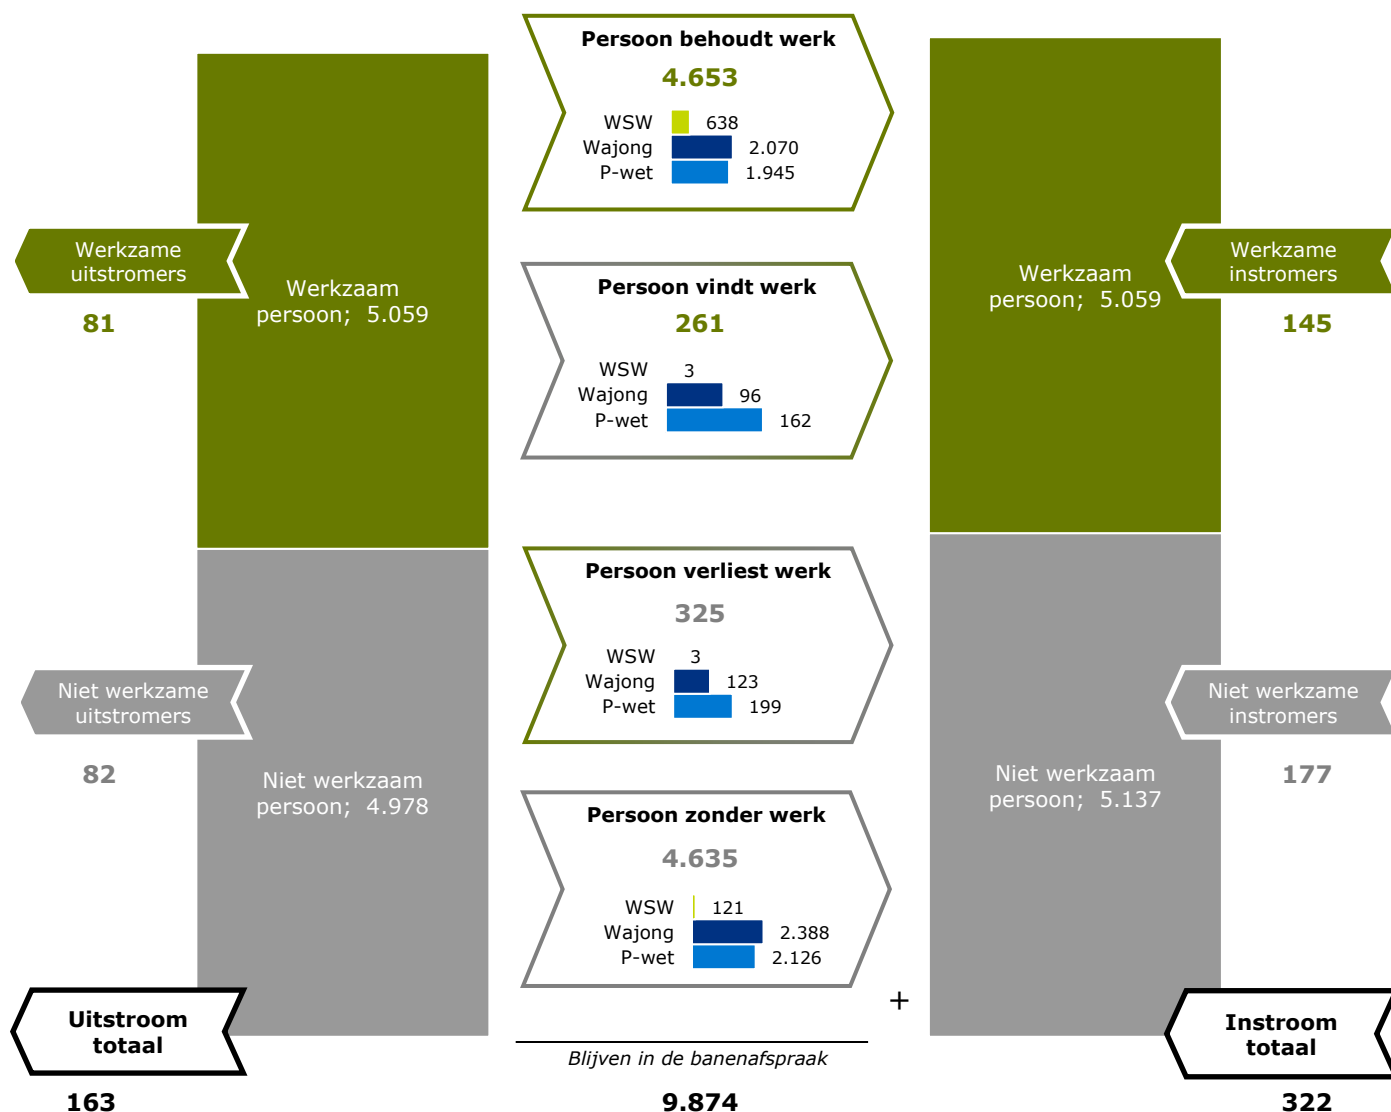 Persoon behoudt werk
4.653
WSW 638
Wajong 2.070
P-wet 1.945
Werkzame
uitstromers
81
Werkzaam
persoon; 5.059
Persoon vindt werk
261
WSW 3
Wajong 96
P-wet 162
Werkzaam
persoon; 5.059
Werkzame
instromers
145
Persoon verliest werk
325
WSW 3
Wajong 123
P-wet 199
Niet werkzame
uitstromers
82
Niet werkzaam
persoon; 4.978
Persoon zonder werk
4.635
WSW 121
Wajong 2.388
P-wet 2.126
Niet werkzaam
persoon; 5.137
Niet werkzame
instromers
177
+
Uitstroom
totaal
163
Blijven in de banenafspraak
9.874
Instroom
totaal
322